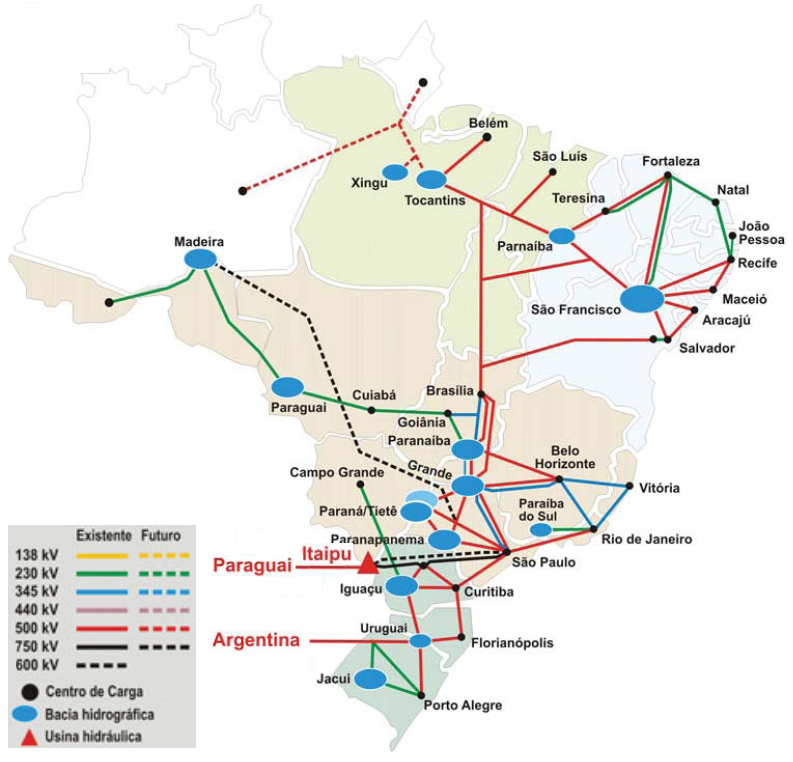 Belém
São Luís
Fortaleza
Xingu
Tocantins
Teresina
Natal
João
Pessoa
Madeira
Parnaíba
Recife
São Francisco
Maceió
Aracajú
Salvador
Brasília
Cuiabá
Paraguai
Goiânia
Paranaíba
Belo
Horizonte
Grande
Campo Grande
Vitória
Paraíba
do Sul
Paraná/Tietê
Paranapanema
Rio de Janeiro
Itaipu
São Paulo
Paraguai
Iguaçu
Curitiba
Uruguai
Argentina
Florianópolis
Jacui
Porto Alegre
Existente Futuro
138 kV
230 kV
345 kV
440 kV
500 kV
750 kV
600 kV
Centro de Carga
Bacia hidrográfica
Usina hidráulica